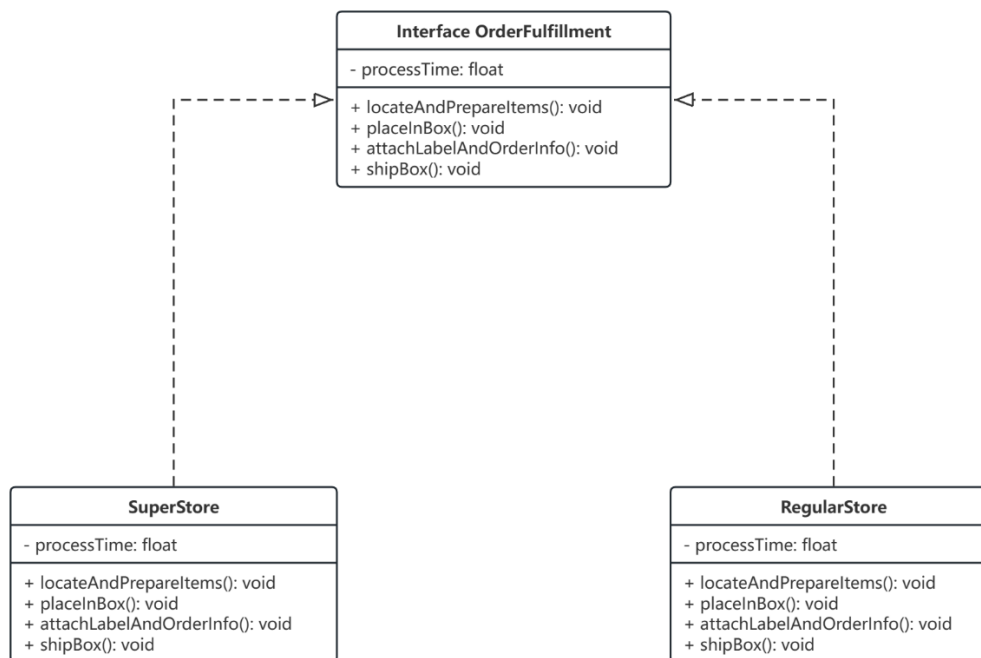 Interface OrderFulfillment
- processTime: float
+ locateAndPrepareItems(): void
+ placeInBox(): void
+ attachLabelAndOrderInfo(): void
+ shipBox(): void
SuperStore
- processTime: float
+ locateAndPrepareItems(): void
+ placeInBox(): void
+ attachLabelAndOrderInfo(): void
+ shipBox(): void
RegularStore
- processTime: float
+ locateAndPrepareItems(): void
+ placeInBox(): void
+ attachLabelAndOrderInfo(): void
+ shipBox(): void